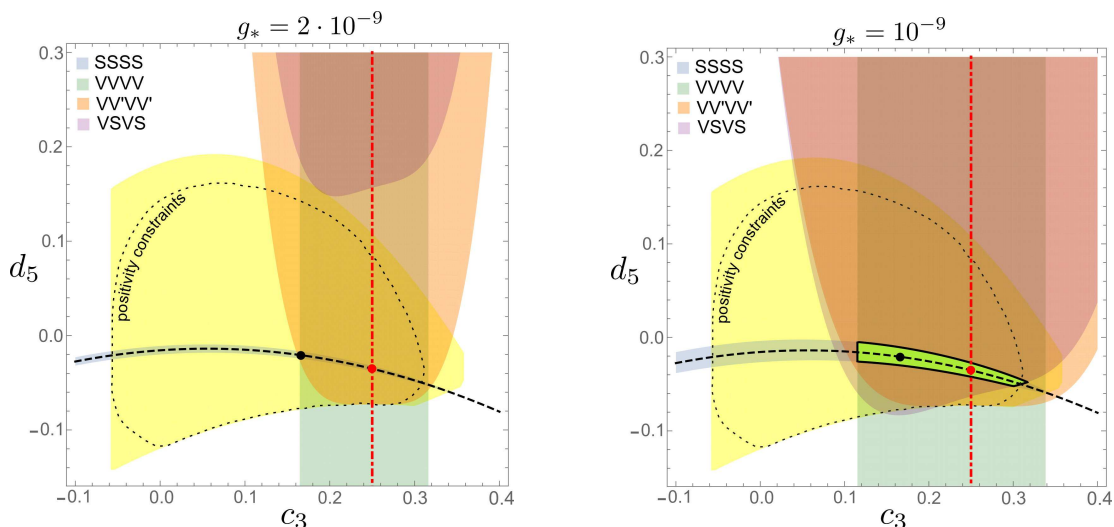 g* = 2 · 10⁻⁹
0.3
0.2
0.1
0.0
−0.1
d₅
SSSS
VVVV
VV'VV'
VSVS
positivity constraints
−0.1 0.0 0.1 0.2 0.3 0.4
c₃
g* = 10⁻⁹
0.3
0.2
0.1
0.0
−0.1
d₅
SSSS
VVVV
VV'VV'
VSVS
positivity constraints
−0.1 0.0 0.1 0.2 0.3 0.4
c₃